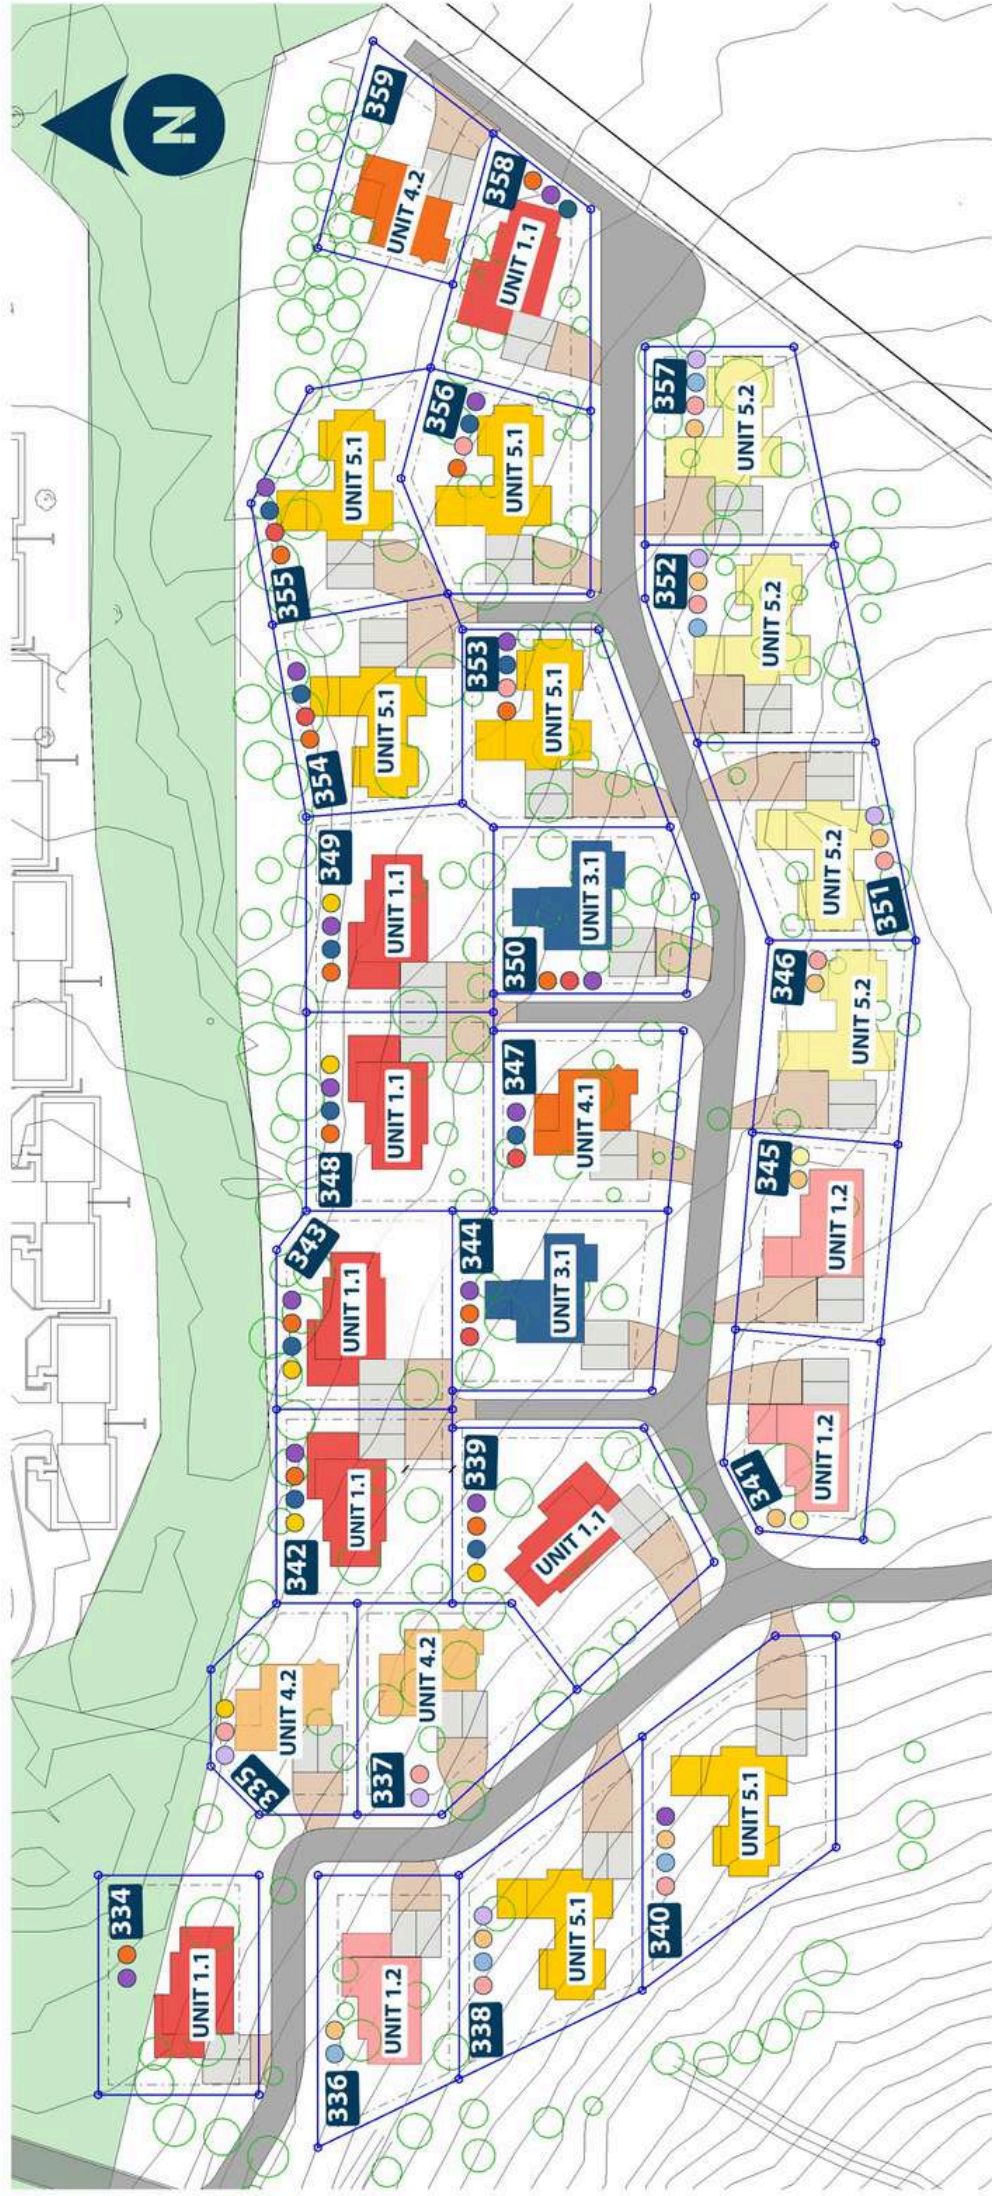 N
359
UNIT 4.2
358
UNIT 1.1
357
UNIT 5.2
356
UNIT 5.1
355
UNIT 5.1
352
UNIT 5.2
353
UNIT 5.1
354
UNIT 5.1
349
UNIT 1.1
350
UNIT 3.1
351
UNIT 5.2
346
UNIT 5.2
348
UNIT 1.1
347
UNIT 4.1
345
UNIT 1.2
343
UNIT 1.1
344
UNIT 3.1
341
UNIT 1.2
342
UNIT 1.1
339
UNIT 1.1
335
UNIT 4.2
337
UNIT 4.2
340
UNIT 5.1
338
UNIT 5.1
336
UNIT 1.2
334
UNIT 1.1